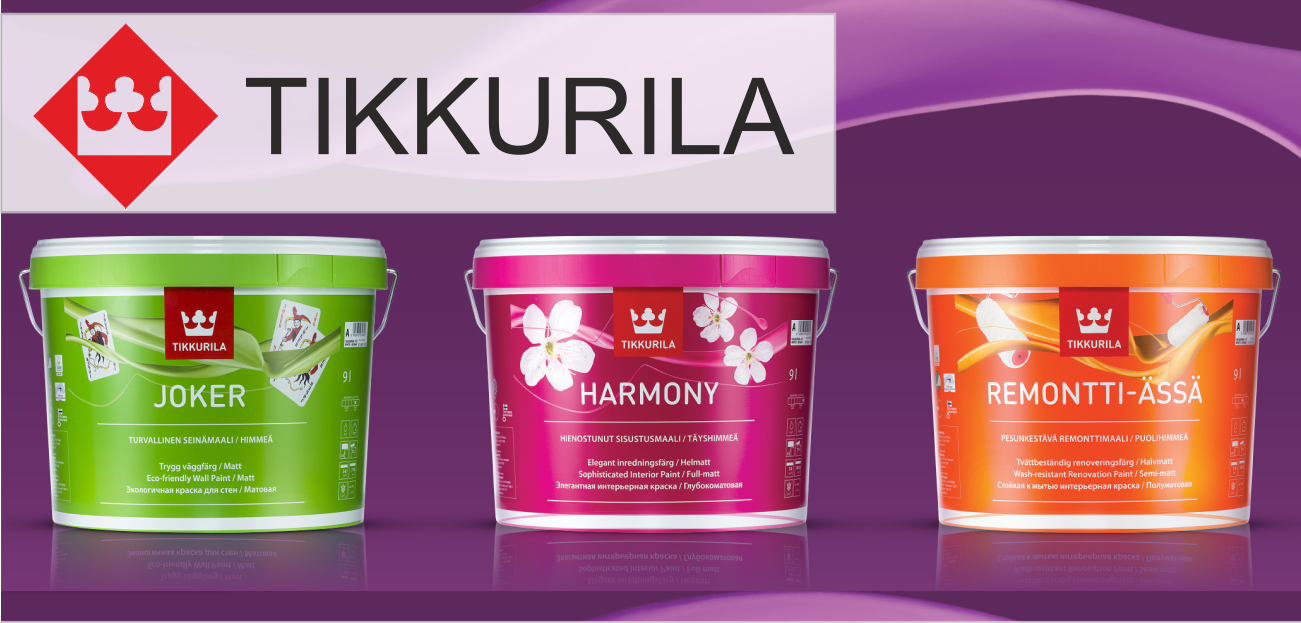 TIKKURILA
TIKKURILA
JOKER
9 l
A
TURVALLINEN SEINÄMAALI / HIMMEÄ
Trygg väggfärg / Matt
Eco-friendly Wall Paint / Matt
Экологичная краска для стен / Матовая
TIKKURILA
HARMONY
9 l
A
HIENOSTUNUT SISUSTUSMAALI / TÄYSHIMMEÄ
Elegant inredningsfärg / Helmatt
Sophisticated Interior Paint / Full-matt
Элегантная интерьерная краска / Глубокоматовая
TIKKURILA
REMONTTI-ÄSSÄ
9 l
A
PESUNKESTÄVÄ REMONTTIMAALI / PUOLIHIMMEÄ
Tvättbeständig renoveringsfärg / Halvmatt
Wash-resistant Renovation Paint / Semi-matt
Стойкая к мытью интерьерная краска / Полуматовая